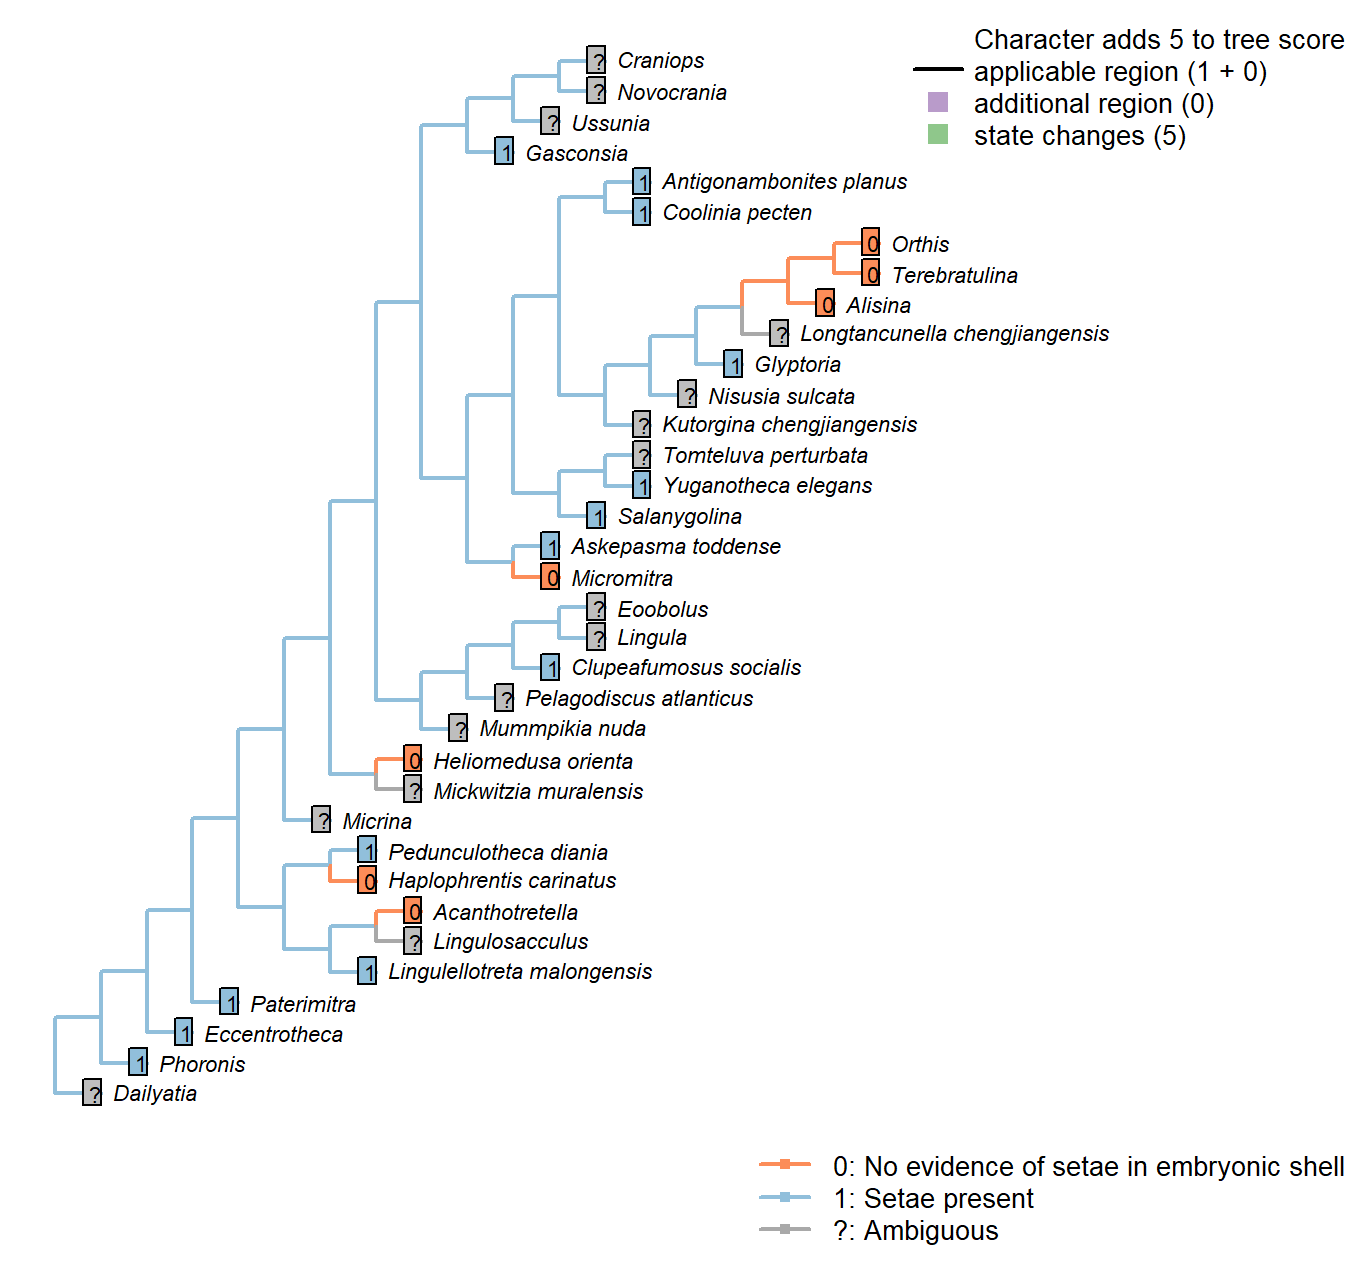 Character adds 5 to tree score
applicable region (1 + 0)
additional region (0)
state changes (5)
? Craniops
? Novocrania
? Ussunia
1 Gasconsia
1 Antigonambonites planus
1 Coolinia pecten
0 Orthis
0 Terebratulina
0 Alisina
? Longtancunella chengjiangensis
1 Glyptoria
? Nisusia sulcata
? Kutorgina chengjiangensis
? Tomteluva perturbata
1 Yuganotheca elegans
1 Salanygolina
1 Askepasma toddense
0 Micromitra
? Eoobolus
? Lingula
1 Clupeafumosus socialis
? Pelagodiscus atlanticus
? Mummpikia nuda
0 Heliomedusa orienta
? Mickwitzia muralensis
? Micrina
1 Pedunculotheca diania
0 Haplophrentis carinatus
0 Acanthotretella
? Lingulosacculus
1 Lingulellotreta malongensis
1 Paterimitra
1 Eccentrotheca
1 Phoronis
? Dailyatia
0: No evidence of setae in embryonic shell
1: Setae present
?: Ambiguous